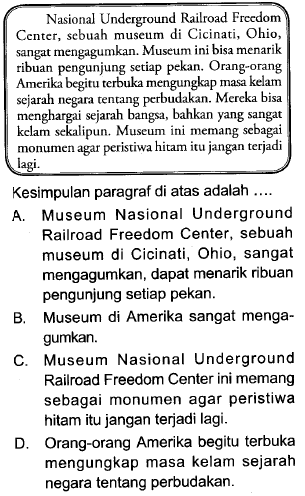 Nasional Underground Railroad Freedom
Center, sebuah museum di Cicinati, Ohio,
sangat mengagumkan. Museum ini bisa menarik
ribuan pengunjung setiap pekan. Orang-orang
Amerika begitu terbuka mengungkap masa kelam
sejarah negara tentang perbudakan. Mereka bisa
menghargai sejarah bangsa, bahkan yang sangat
kelam sekalipun. Museum ini memang sebagai
monumen agar peristiwa hitam itu jangan terjadi
lagi.
Kesimpulan paragraf di atas adalah ....
A. Museum Nasional Underground
Railroad Freedom Center, sebuah
museum di Cicinati, Ohio, sangat
mengagumkan, dapat menarik ribuan
pengunjung setiap pekan.
B. Museum di Amerika sangat menga-
gumkan.
C. Museum Nasional Underground
Railroad Freedom Center ini memang
sebagai monumen agar peristiwa
hitam itu jangan terjadi lagi.
D. Orang-orang Amerika begitu terbuka
mengungkap masa kelam sejarah
negara tentang perbudakan.